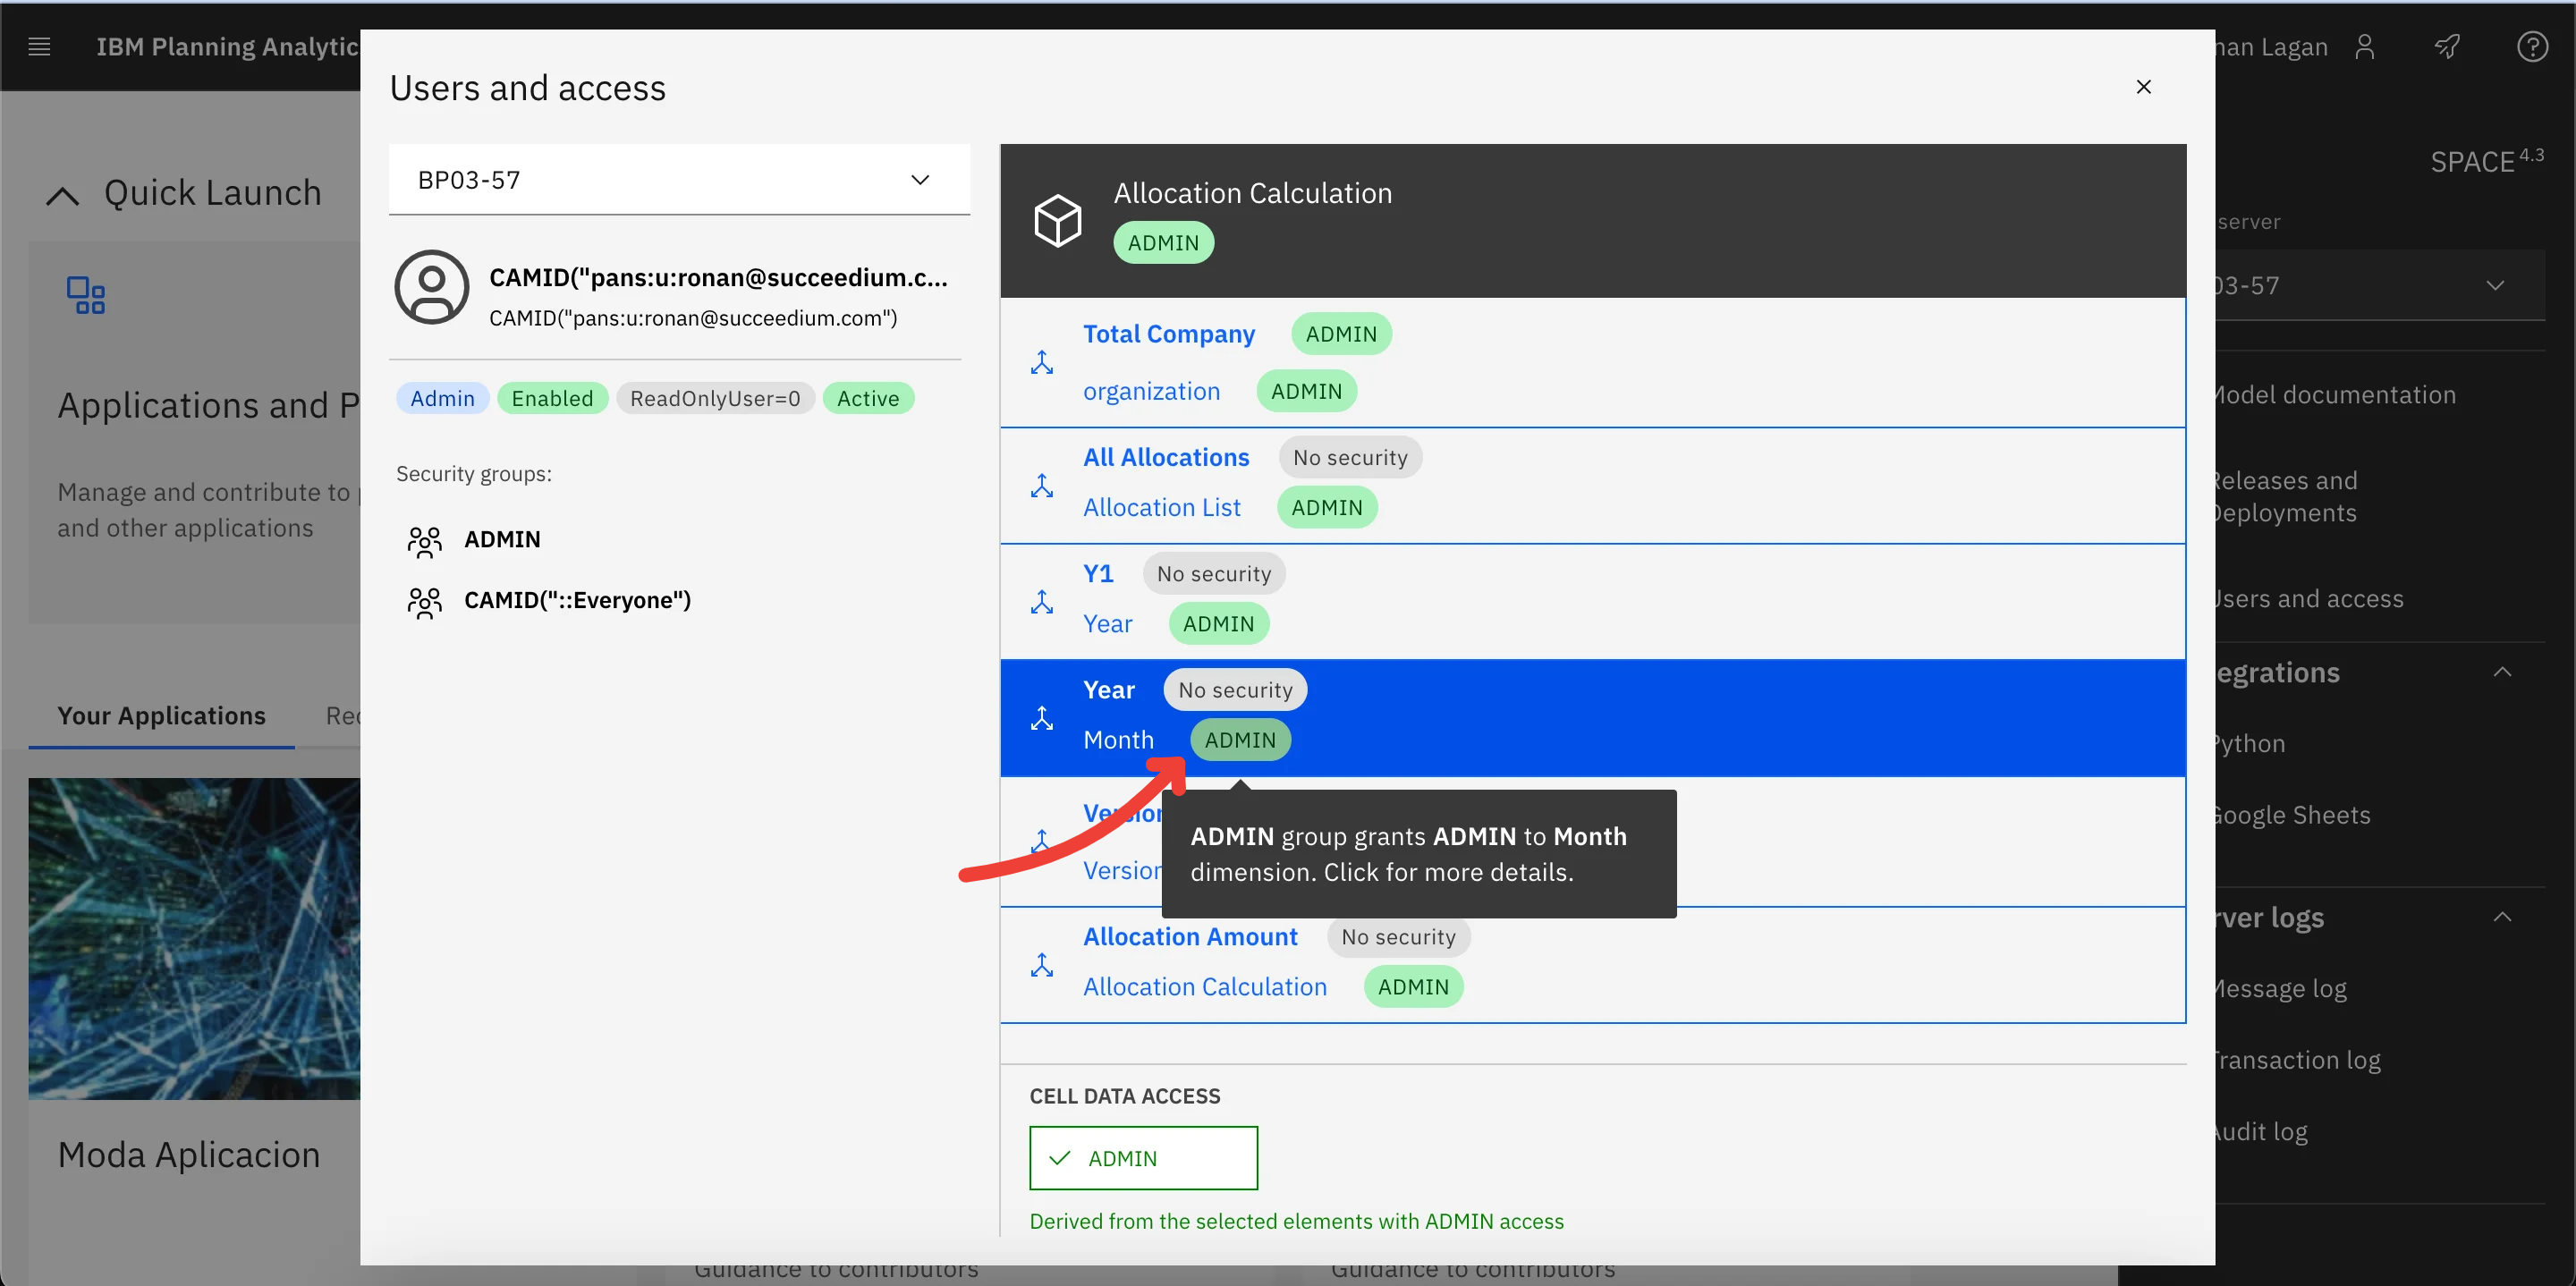 IBM Planning Analytic
Users and access
nan Lagan
BP03-57
CAMID("pans:u:ronan@succeedium.c...
CAMID("pans:u:ronan@succeedium.com")
Admin Enabled ReadOnlyUser=0 Active
Security groups:
ADMIN
CAMID("::Everyone")
Allocation Calculation
ADMIN
Total Company ADMIN
organization ADMIN
All Allocations No security
Allocation List ADMIN
Y1 No security
Year ADMIN
Year No security
Month ADMIN
Version
Version
ADMIN group grants ADMIN to Month
dimension. Click for more details.
Allocation Amount No security
Allocation Calculation ADMIN
CELL DATA ACCESS
ADMIN
Derived from the selected elements with ADMIN access
Quick Launch
Applications and P
Manage and contribute to
and other applications
Your Applications Rec
Moda Aplicacion
Guidance to contributors
Guidance to contributors
SPACE 4.3
server
03-57
Model documentation
Releases and
Deployments
Users and access
egrations
Python
Google Sheets
rver logs
Message log
Transaction log
Audit log